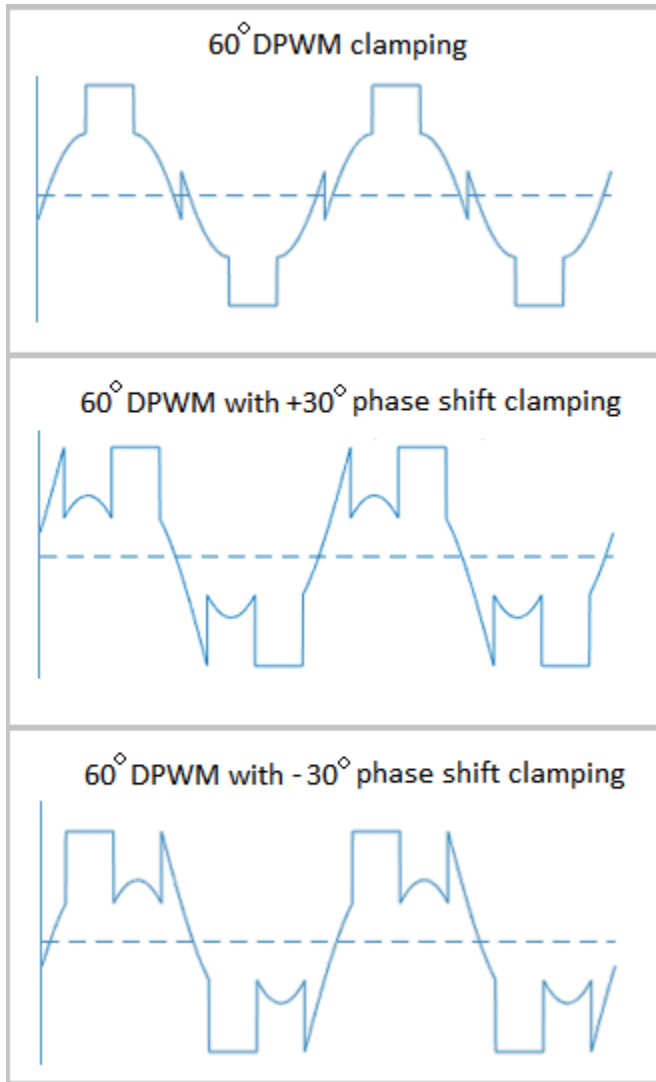 60° DPWM clamping
60° DPWM with +30° phase shift clamping
60° DPWM with -30° phase shift clamping